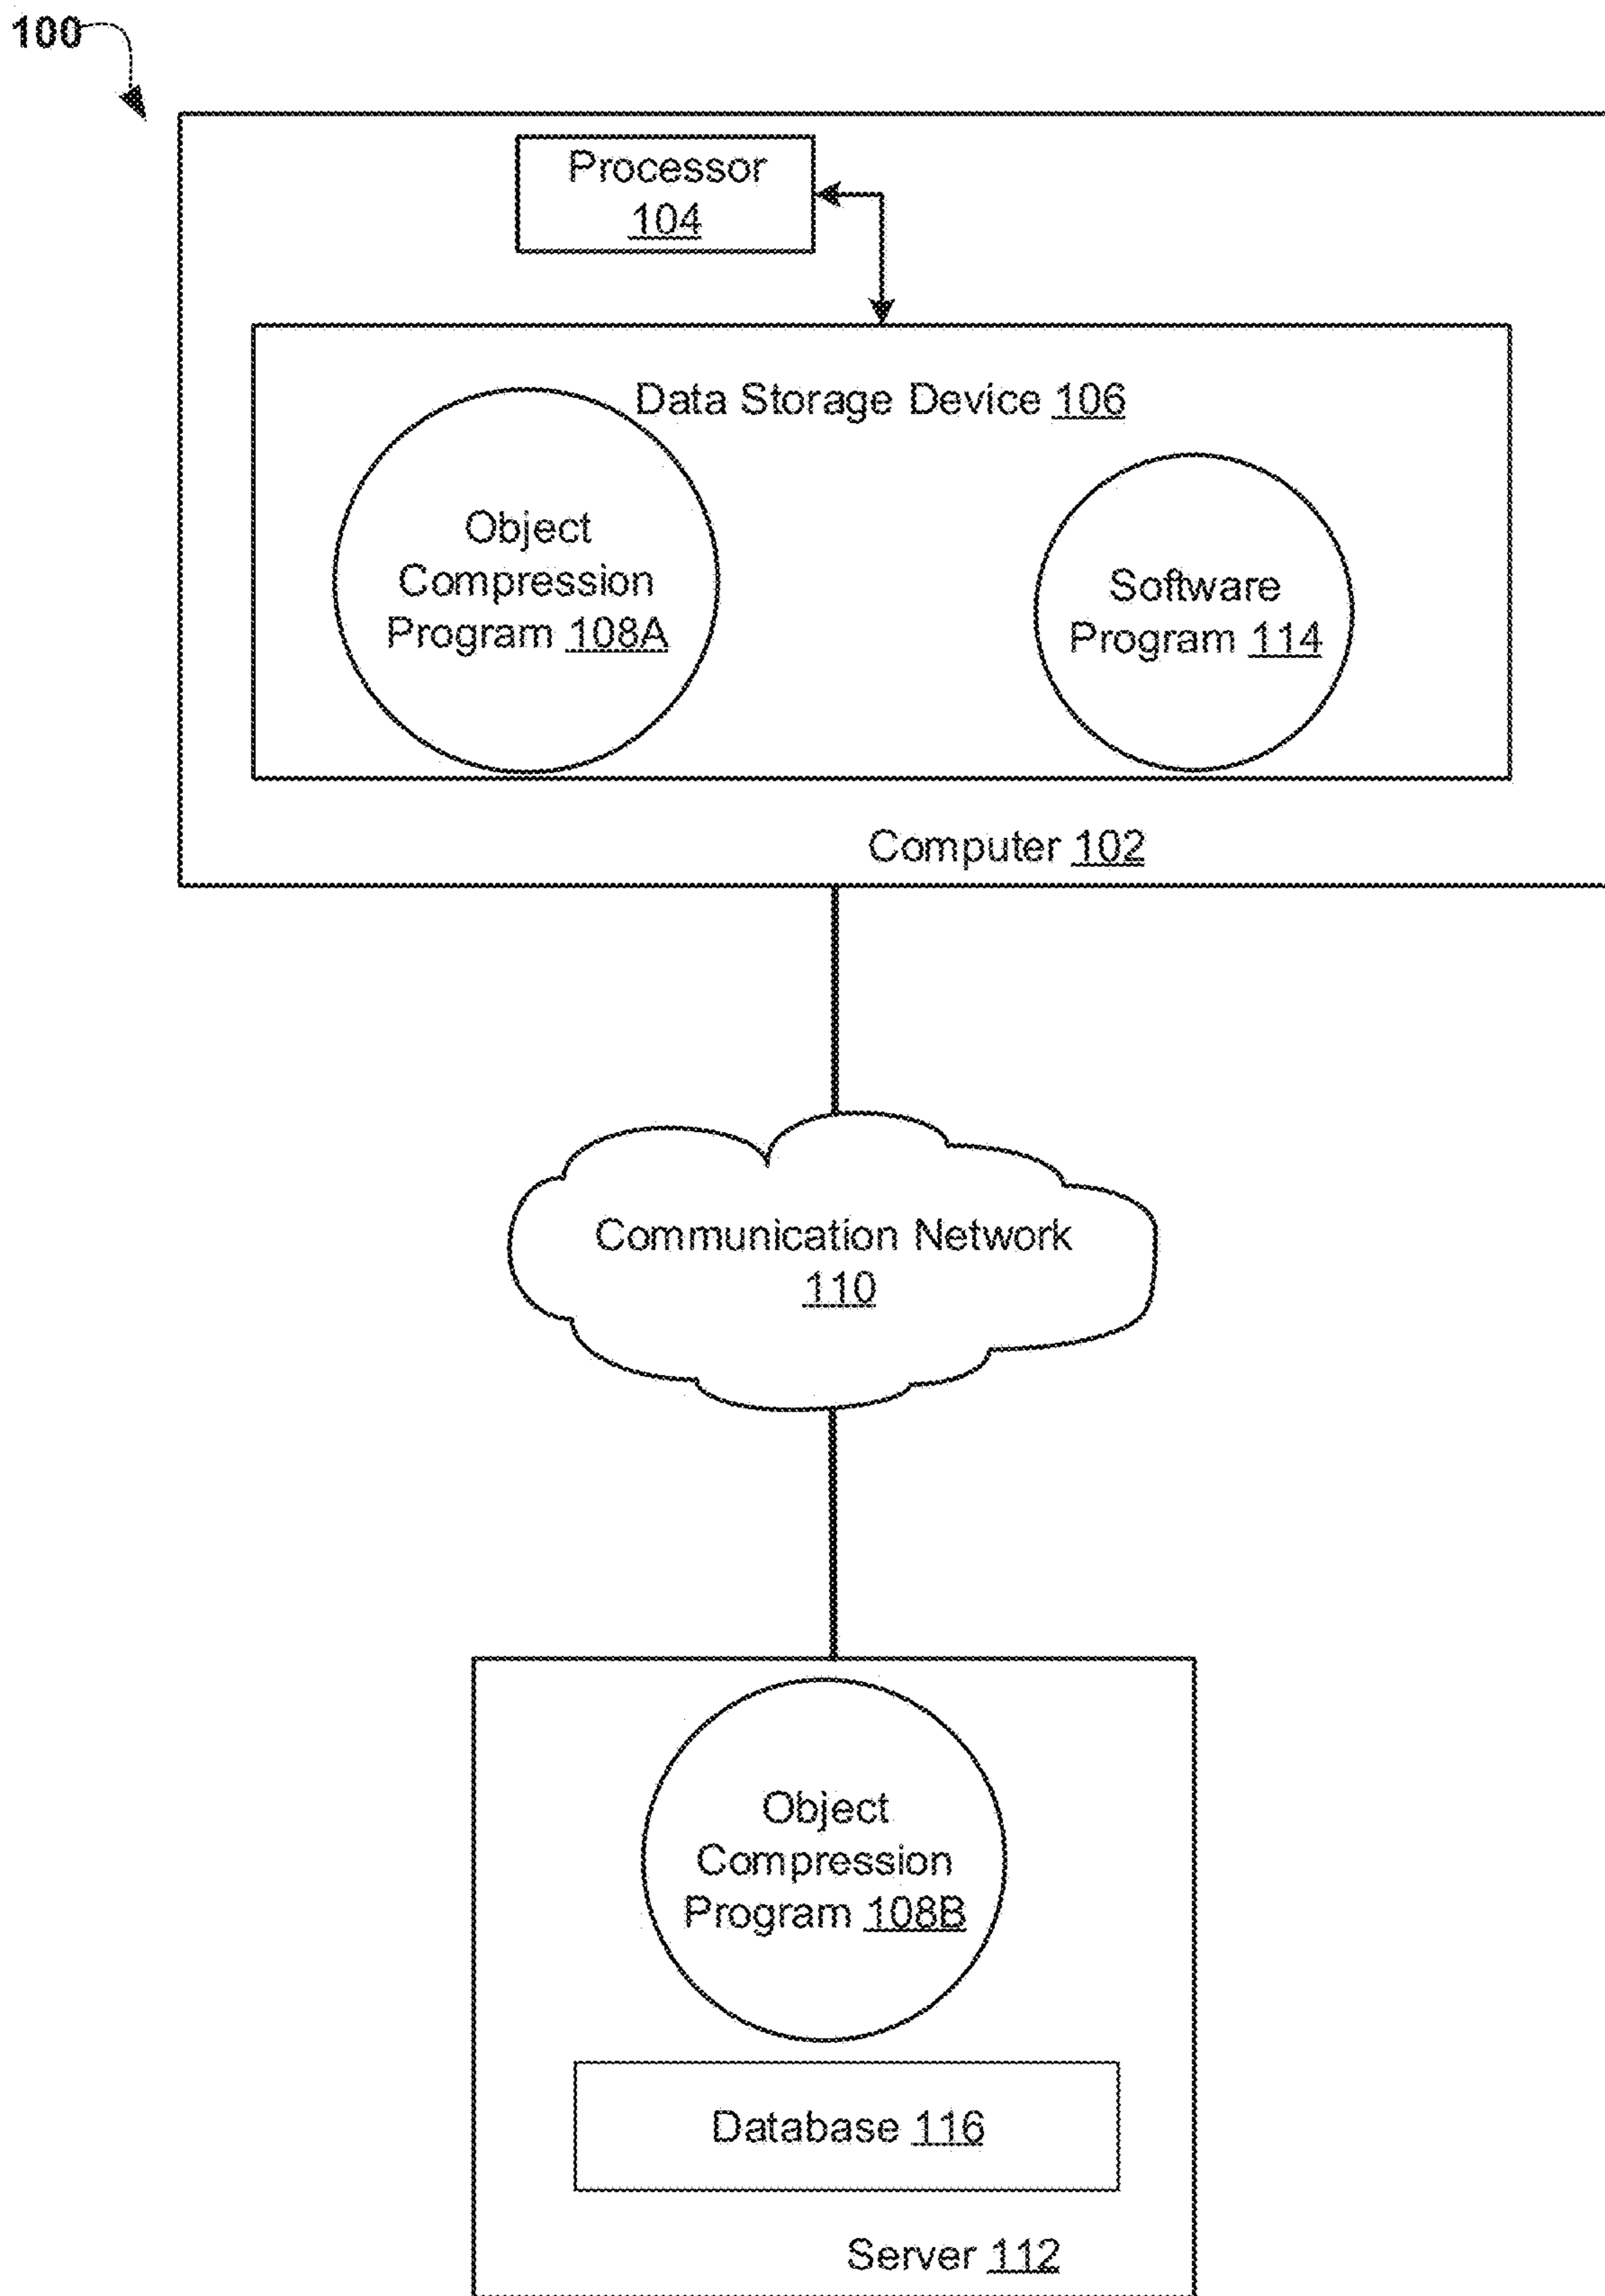 100
Processor
104
Data Storage Device 106
Object
Compression
Program 108A
Software
Program 114
Computer 102
Communication Network
110
Object
Compression
Program 108B
Database 116
Server 112